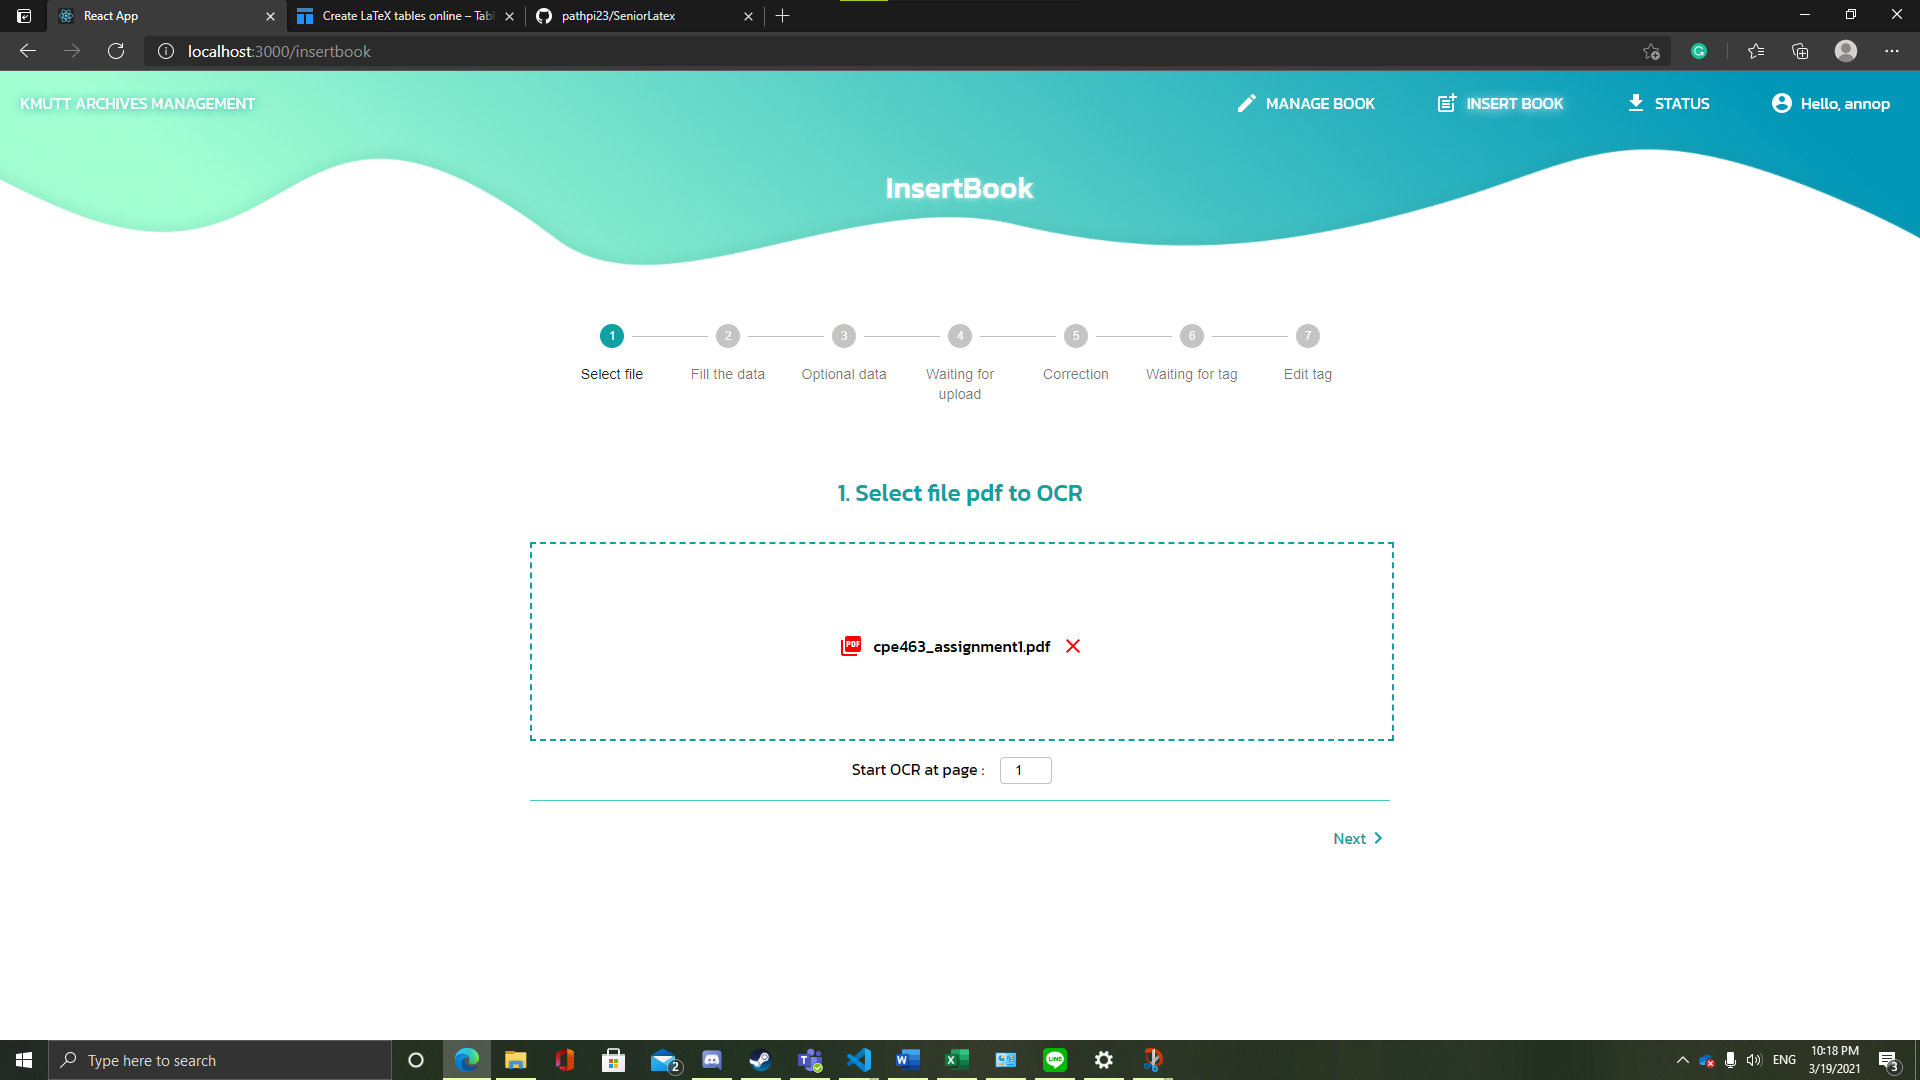 React App
Create LaTeX tables online – Tabl
pathpi23/SeniorLatex
localhost:3000/insertbook
KMUTT ARCHIVES MANAGEMENT
MANAGE BOOK
INSERT BOOK
STATUS
Hello, annop
InsertBook
1 2 3 4 5 6 7
Select file
Fill the data
Optional data
Waiting for
upload
Correction
Waiting for tag
Edit tag
1. Select file pdf to OCR
PDF cpe463_assignment1.pdf
Start OCR at page : 1
Next
Type here to search
2
ENG
10:18 PM
3/19/2021
3